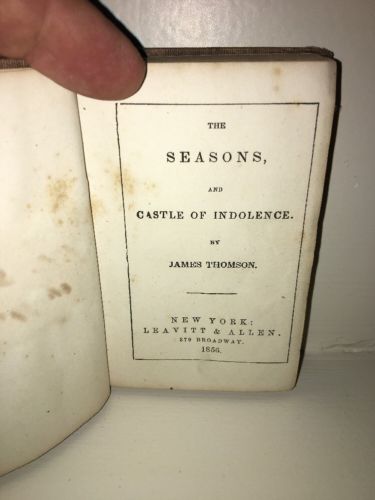 THE
SEASONS,
AND
CASTLE OF INDOLENCE.
BY
JAMES THOMSON.
NEW YORK:
LEAVITT & ALLEN.
379 BROADWAY.
1856.